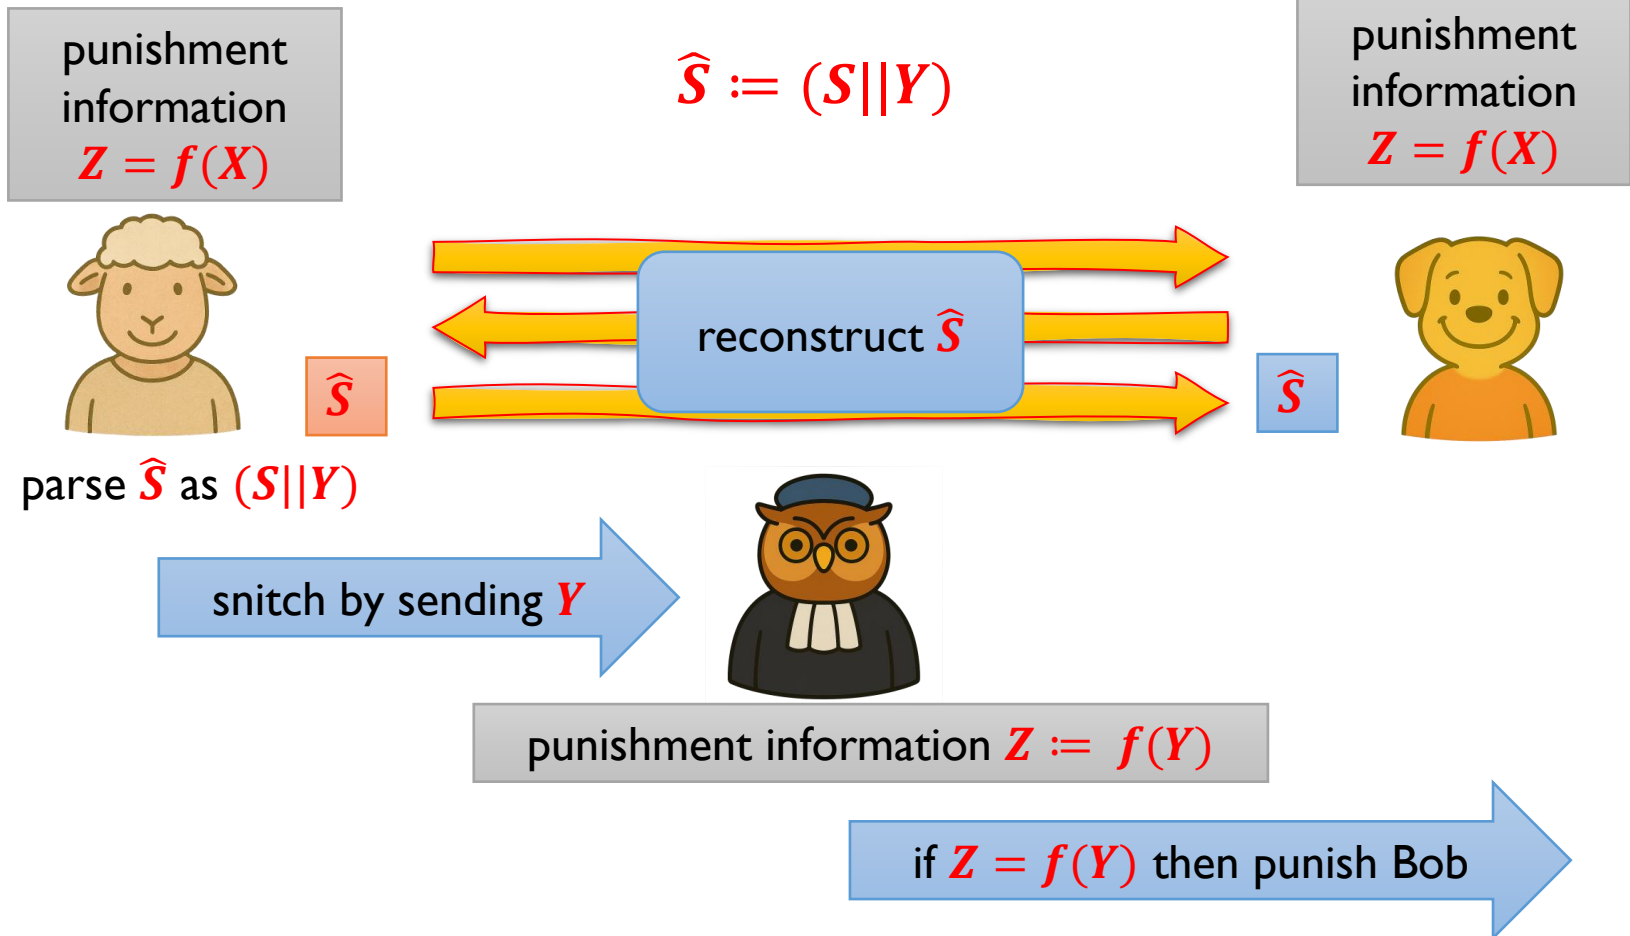 punishment
information
Z = f(X)
Ŝ ≔ (S||Y)
punishment
information
Z = f(X)
reconstruct Ŝ
Ŝ
Ŝ
parse Ŝ as (S||Y)
snitch by sending Y
punishment information Z ≔ f(Y)
if Z = f(Y) then punish Bob